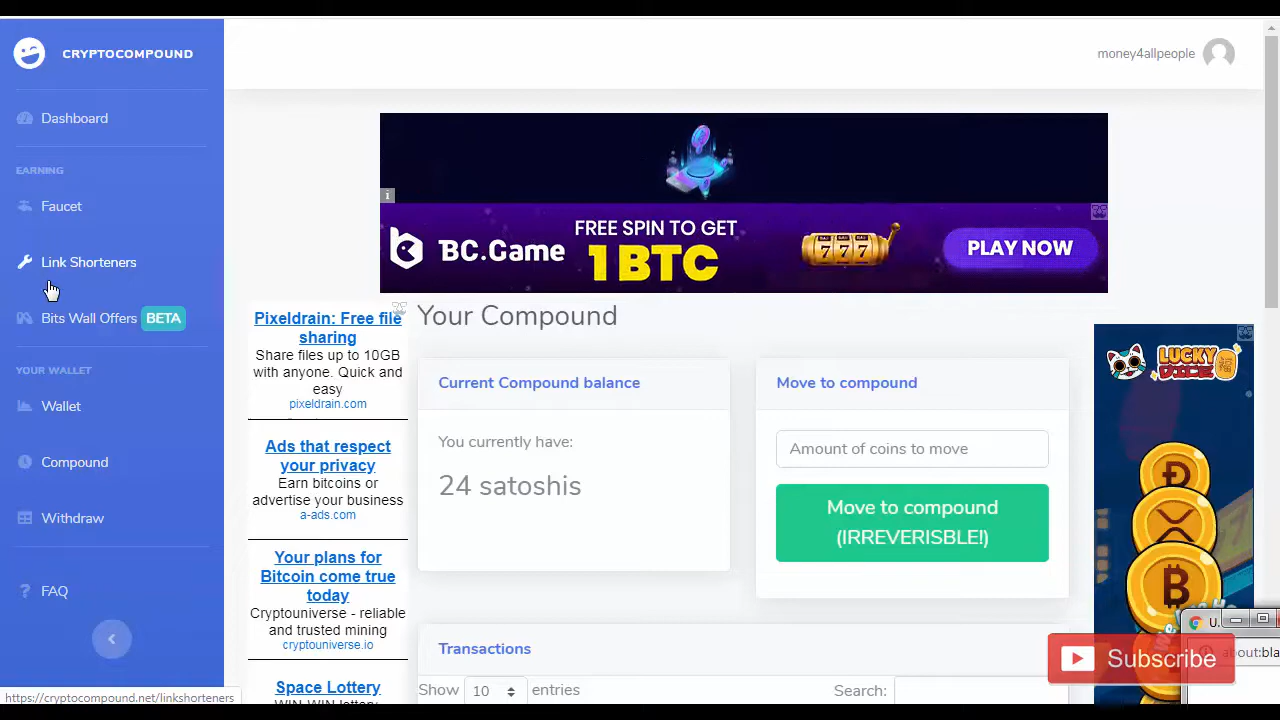 CRYPTOCOMPOUND
Dashboard
EARNING
Faucet
Link Shorteners
Bits Wall Offers BETA
YOUR WALLET
Wallet
Compound
Withdraw
FAQ
https://cryptocompound.net/linkshorteners
money4allpeople
BC.GAME
FREE SPIN TO GET
1BTC
777
PLAY NOW
Pixeldrain: Free file
sharing
Share files up to 10GB
with anyone. Quick and
easy
pixeldrain.com
Ads that respect
your privacy
Earn bitcoins or
advertise your business
a-ads.com
Your plans for
Bitcoin come true
today
Cryptouniverse - reliable
and trusted mining
cryptouniverse.io
Space Lottery
Your Compound
Current Compound balance
You currently have:
24 satoshis
Move to compound
Amount of coins to move
Move to compound
(IRREVERISBLE!)
Transactions
Show 10 entries
Search:
LUCKY
DICE
U...
about:bla
Subscribe